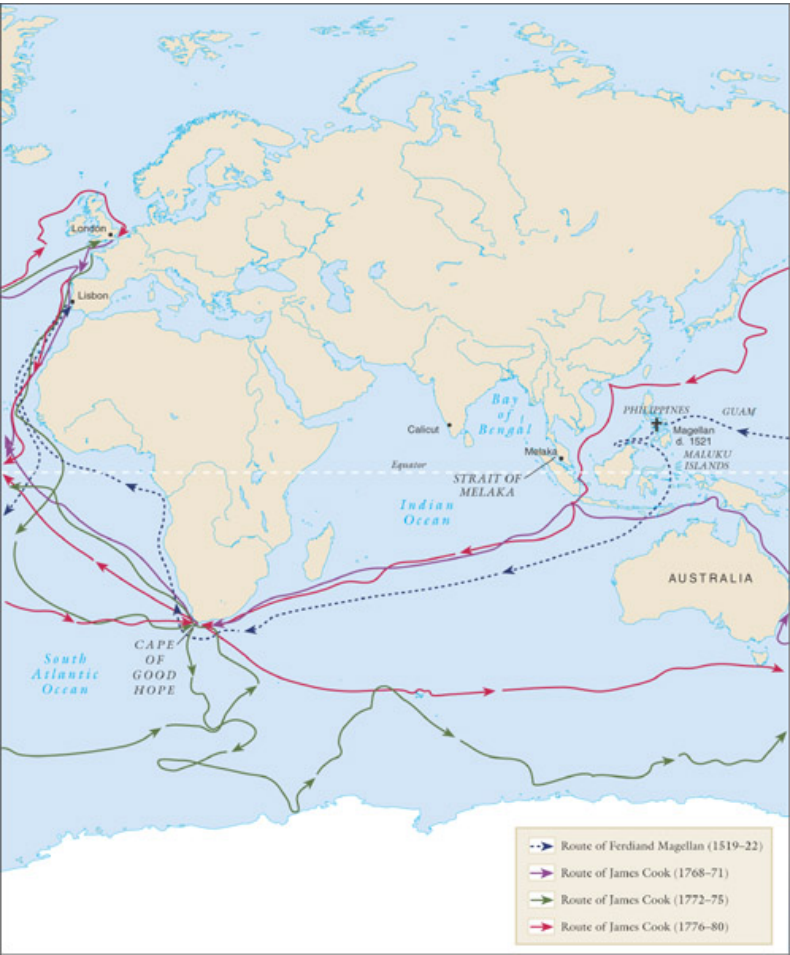 London
Lisbon
Bay
of
Bengal
PHILIPPINES
GUAM
Calicut
Magellan
d. 1521
Melaka
MALUKU
ISLANDS
Equator
STRAIT OF
MELAKA
Indian
Ocean
AUSTRALIA
CAPE
OF
GOOD
HOPE
South
Atlantic
Ocean
Route of Ferdiand Magellan (1519–22)
Route of James Cook (1768–71)
Route of James Cook (1772–75)
Route of James Cook (1776–80)